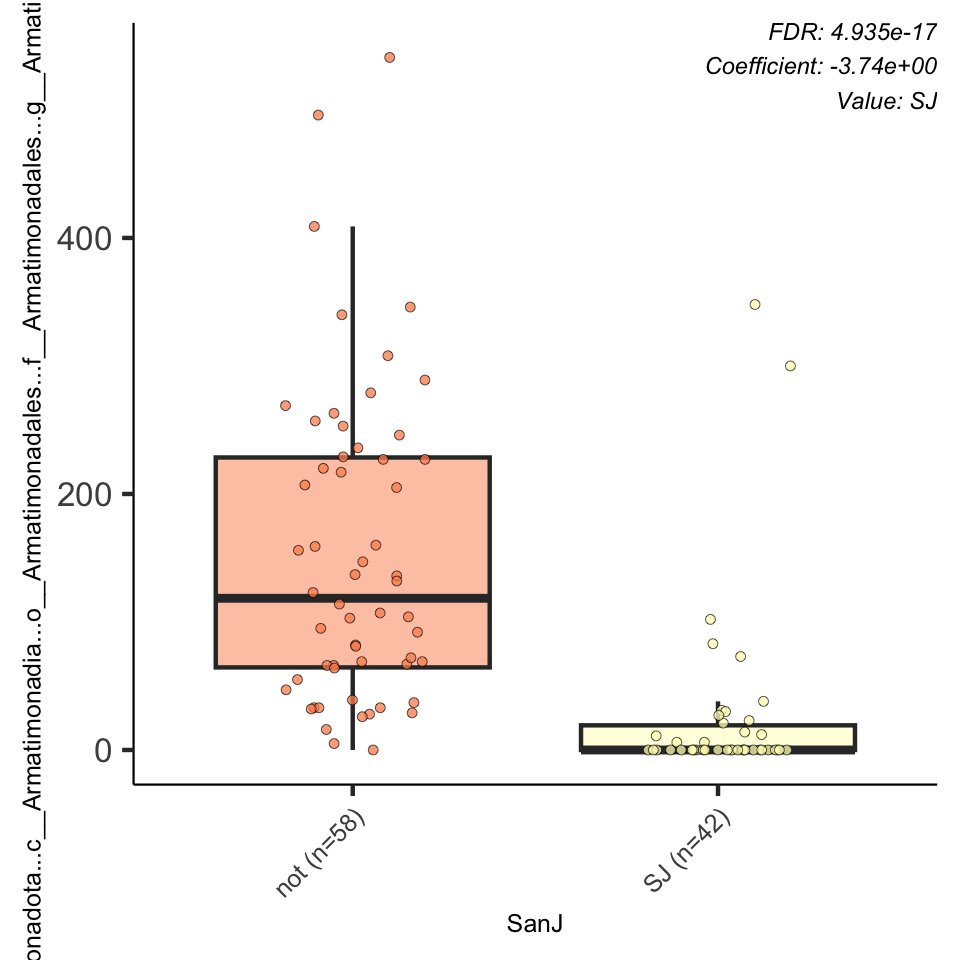 FDR: 4.935e-17
Coefficient: -3.74e+00
Value: SJ
onadota...c__Armatimonadia...o__Armatimonadales...f__Armatimonadales...g__Armati
400
200
0
not (n=58)
SJ (n=42)
SanJ